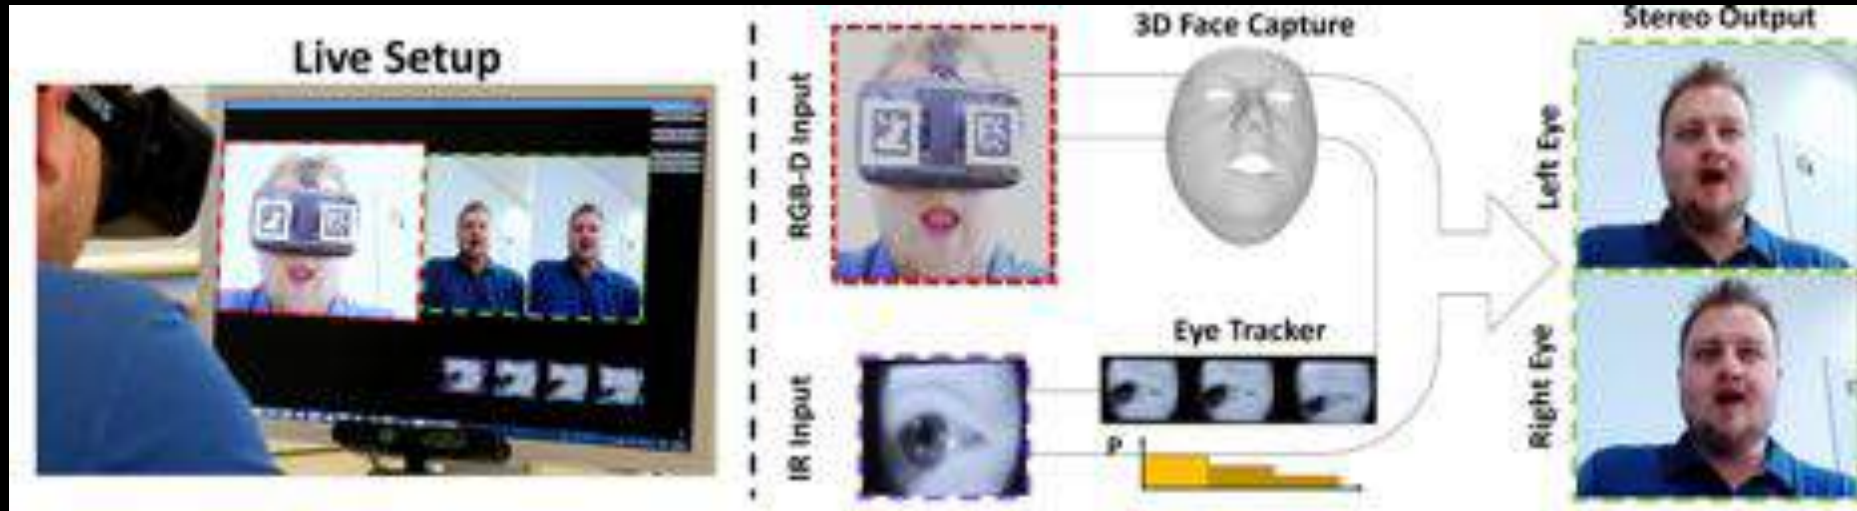 Live Setup
RGB-D Input
3D Face Capture
Stereo Output
Left Eye
IR Input
Eye Tracker
P
Right Eye